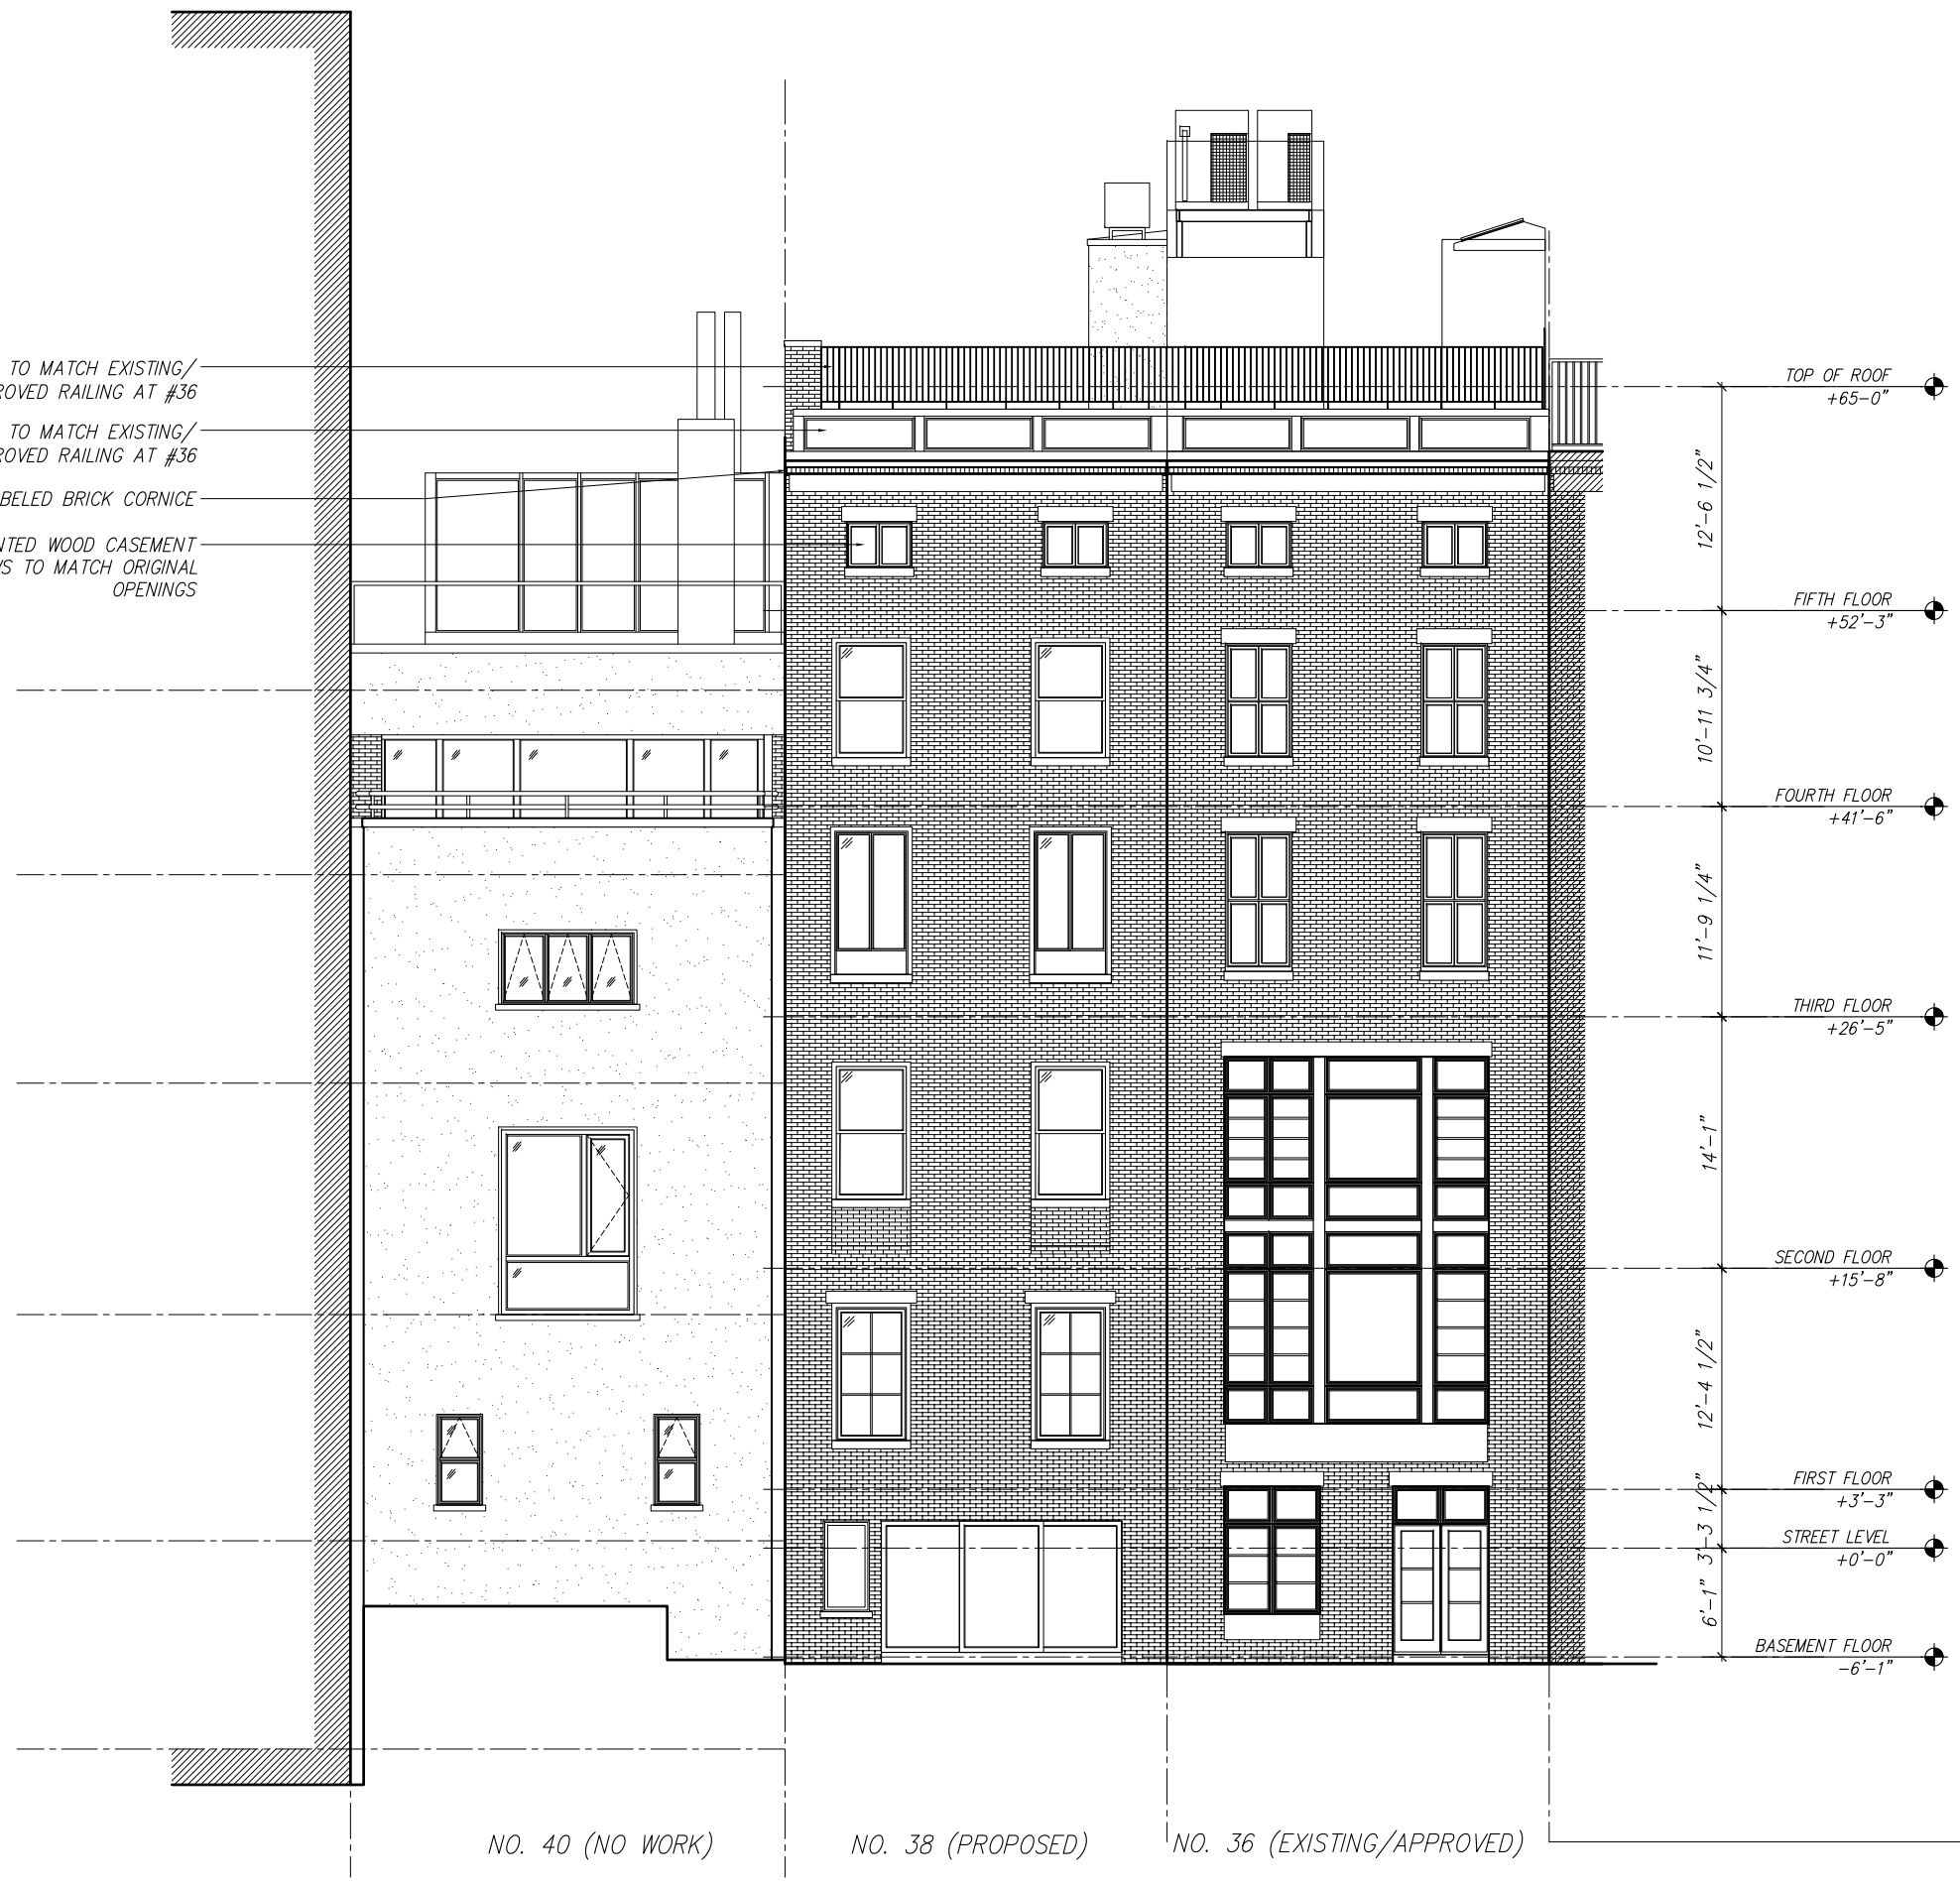 TO MATCH EXISTING/
RAILING AT #36
TO MATCH EXISTING/
RAILING AT #36
BRICK CORNICE
WOOD CASEMENT
TO MATCH ORIGINAL
OPENINGS
TOP OF ROOF
+65'-0"
12'-6 1/2"
FIFTH FLOOR
+52'-3"
10'-11 3/4"
FOURTH FLOOR
+41'-6"
11'-9 1/4"
THIRD FLOOR
+26'-5"
14'-1"
SECOND FLOOR
+15'-8"
12'-4 1/2"
FIRST FLOOR
+3'-3"
3'-3 1/2"
STREET LEVEL
+0'-0"
6'-1"
BASEMENT FLOOR
-6'-1"
NO. 40 (NO WORK)
NO. 38 (PROPOSED)
NO. 36 (EXISTING/APPROVED)